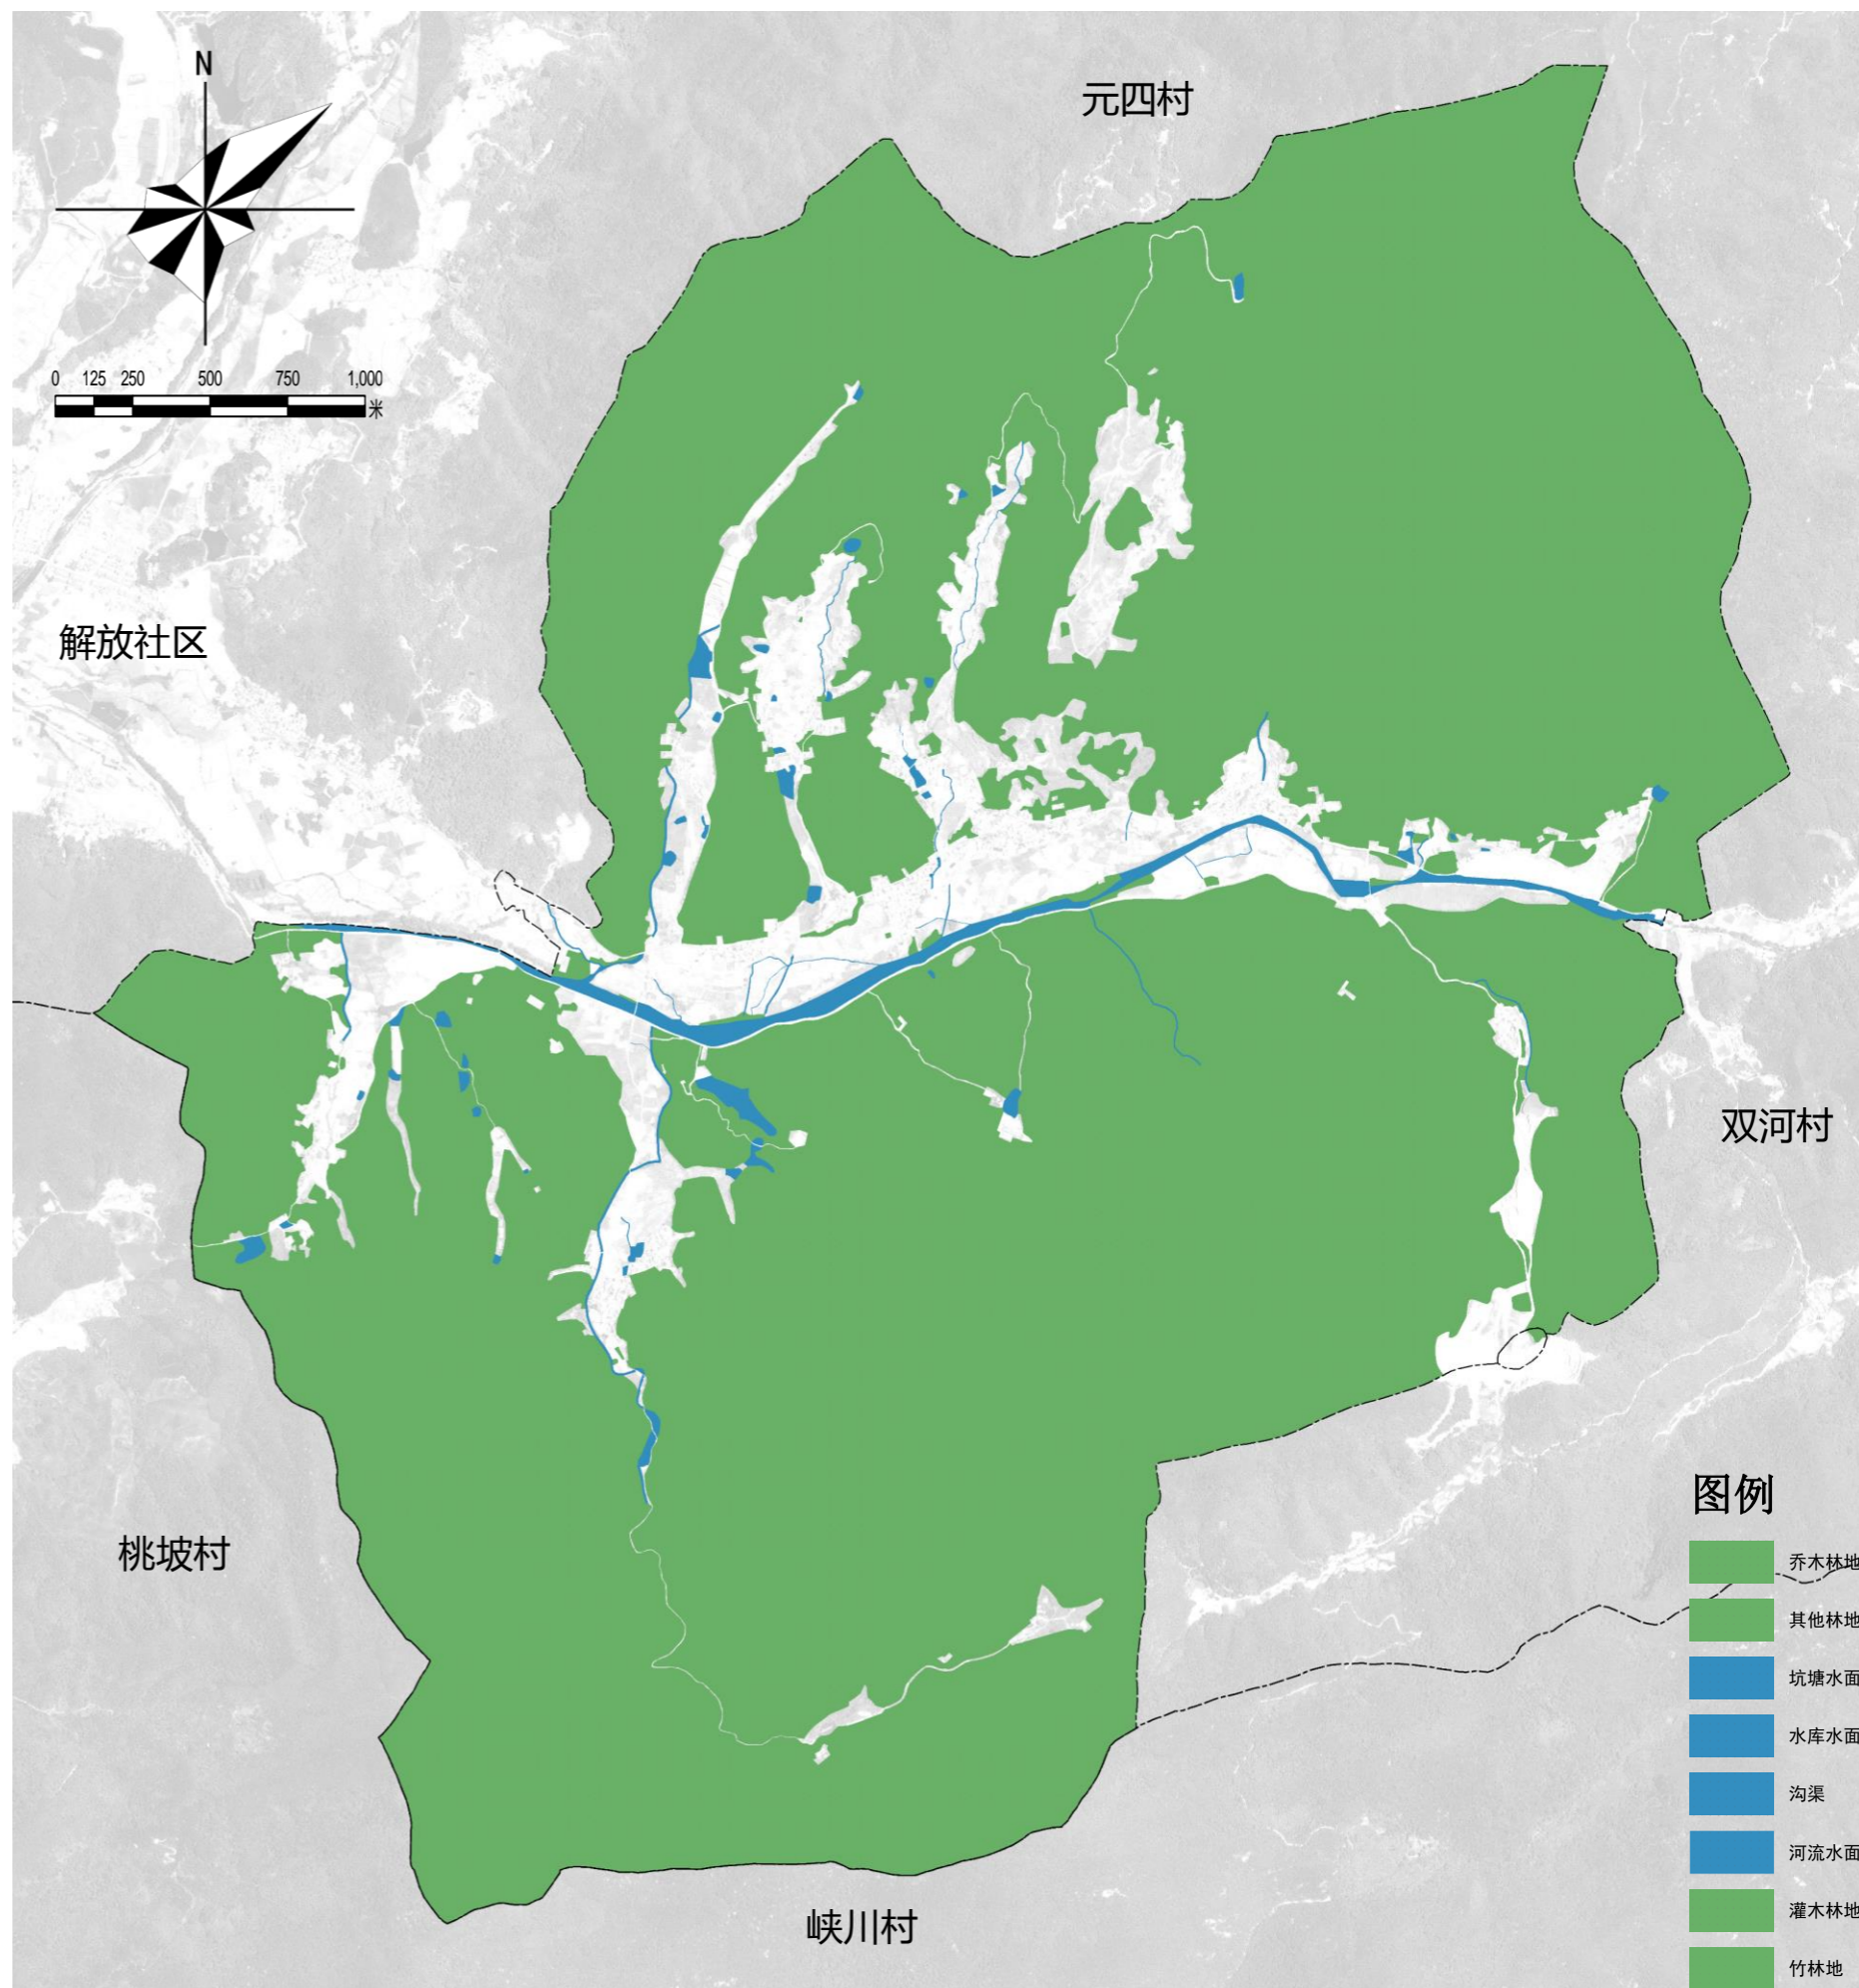 N
元四村
0 125 250 500 750 1,000
米
解放社区
双河村
桃坡村
峡川村
图例
乔木林地
其他林地
坑塘水面
水库水面
沟渠
河流水面
灌木林地
竹林地